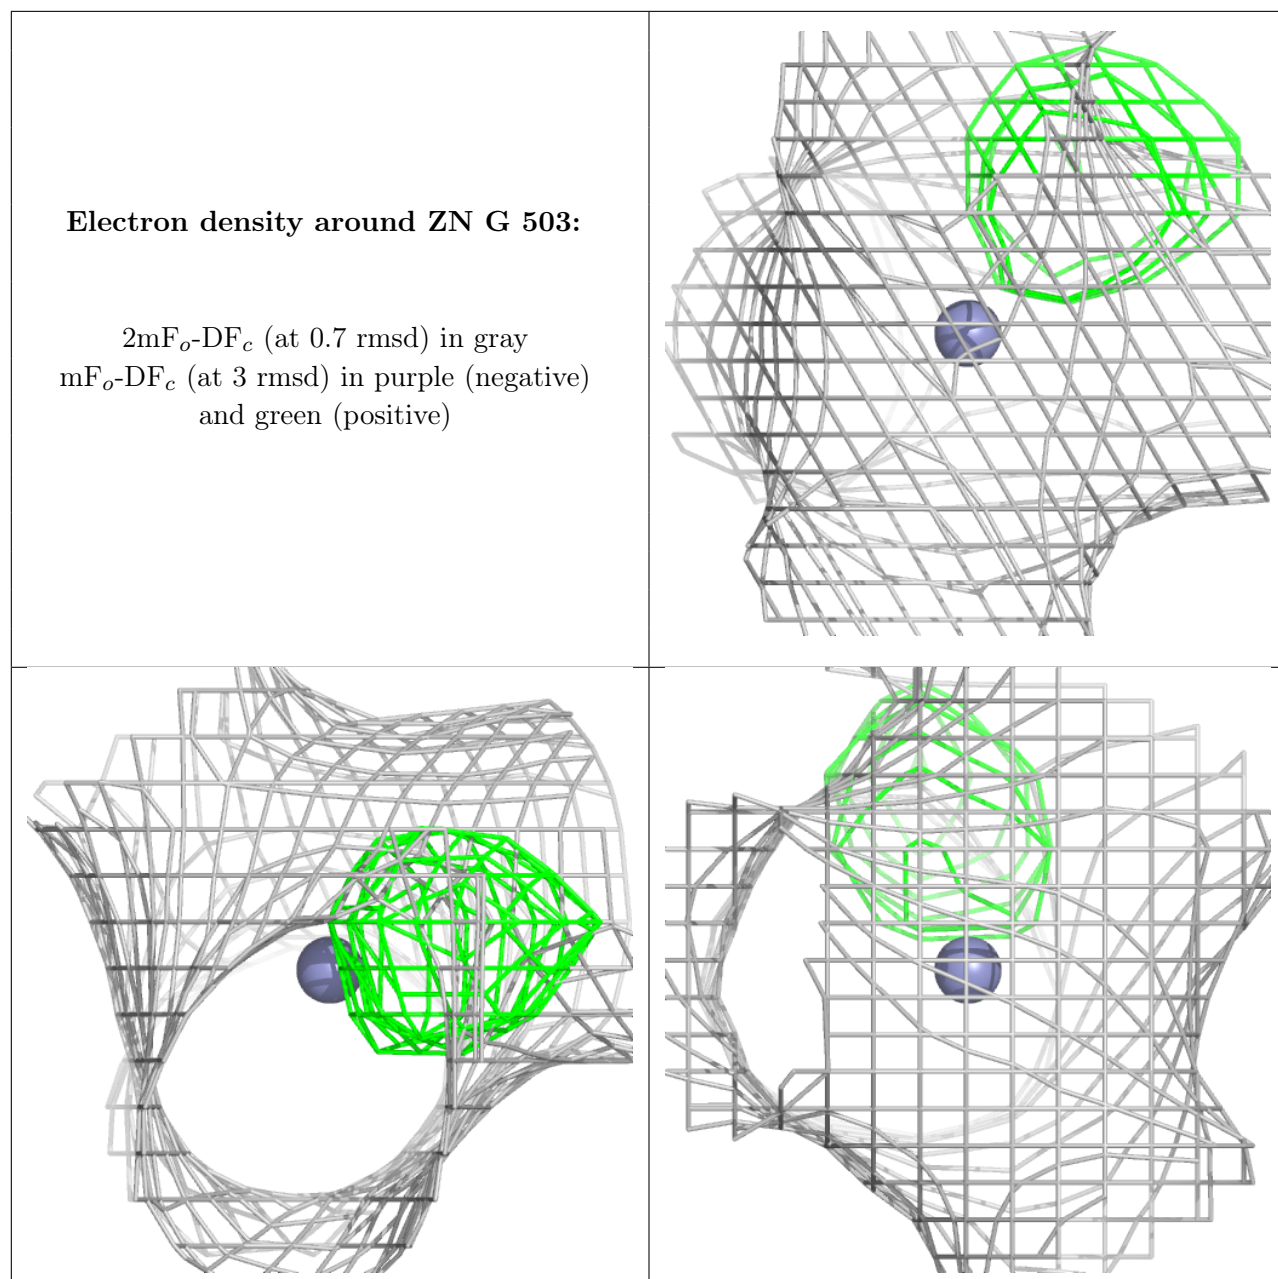 Electron density around ZN G 503:
2mFₒ-DF𝒸 (at 0.7 rmsd) in gray
mFₒ-DF𝒸 (at 3 rmsd) in purple (negative)
and green (positive)